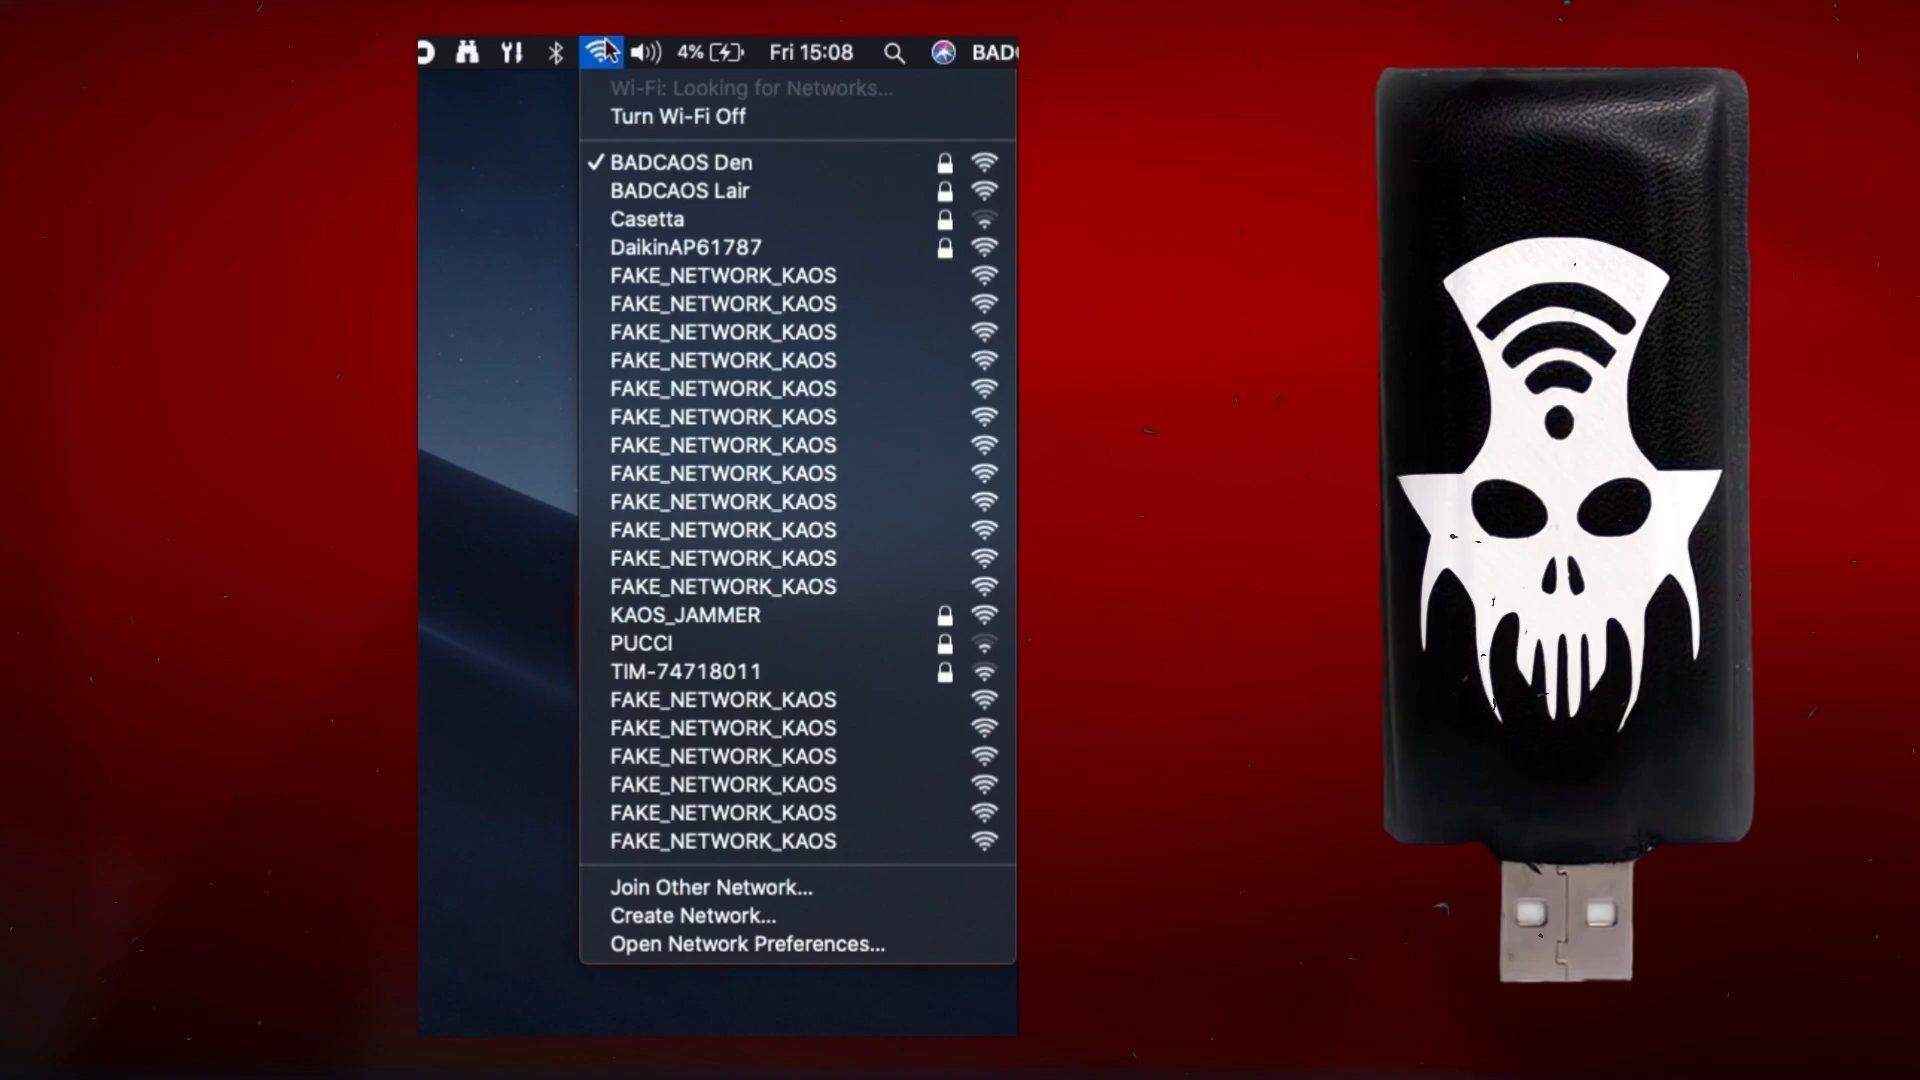 4% Fri 15:08 BAD
Wi-Fi: Looking for Networks...
Turn Wi-Fi Off
BADCAOS Den
BADCAOS Lair
Casetta
DaikinAP61787
FAKE_NETWORK_KAOS
FAKE_NETWORK_KAOS
FAKE_NETWORK_KAOS
FAKE_NETWORK_KAOS
FAKE_NETWORK_KAOS
FAKE_NETWORK_KAOS
FAKE_NETWORK_KAOS
FAKE_NETWORK_KAOS
FAKE_NETWORK_KAOS
FAKE_NETWORK_KAOS
FAKE_NETWORK_KAOS
FAKE_NETWORK_KAOS
KAOS_JAMMER
PUCCI
TIM-74718011
FAKE_NETWORK_KAOS
FAKE_NETWORK_KAOS
FAKE_NETWORK_KAOS
FAKE_NETWORK_KAOS
FAKE_NETWORK_KAOS
FAKE_NETWORK_KAOS
Join Other Network...
Create Network...
Open Network Preferences...